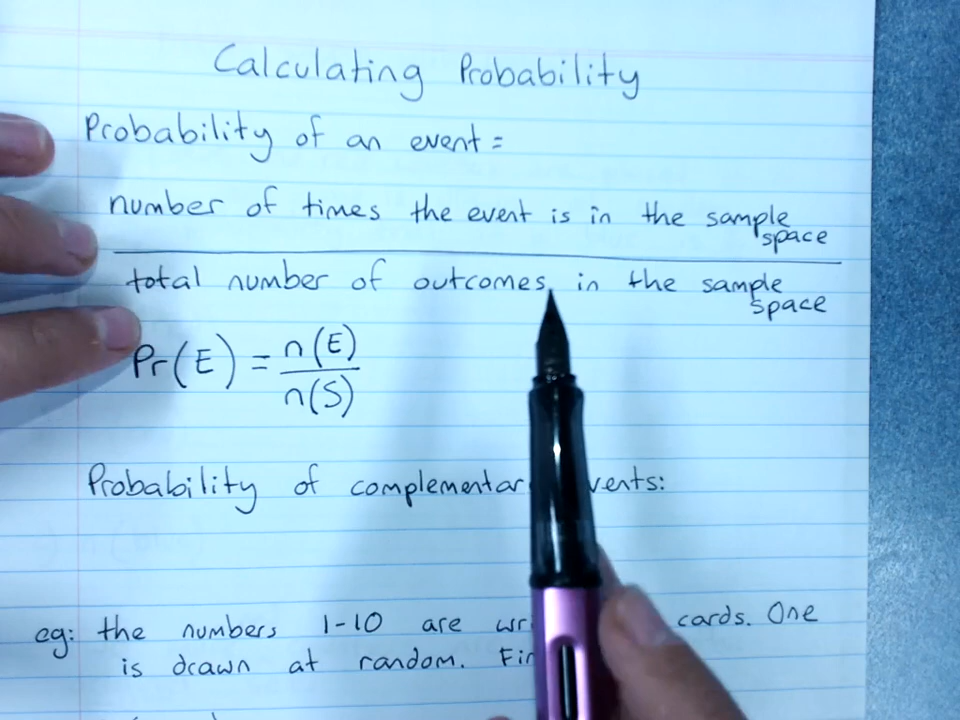 Calculating Probability
Probability of an event =
number of times the event is in the sample space
total number of outcomes in the sample space
Pr(E) = n(E)
n(S)
Probability of complementar vents:
eg: the numbers 1-10 are cards. One
is drawn at random.